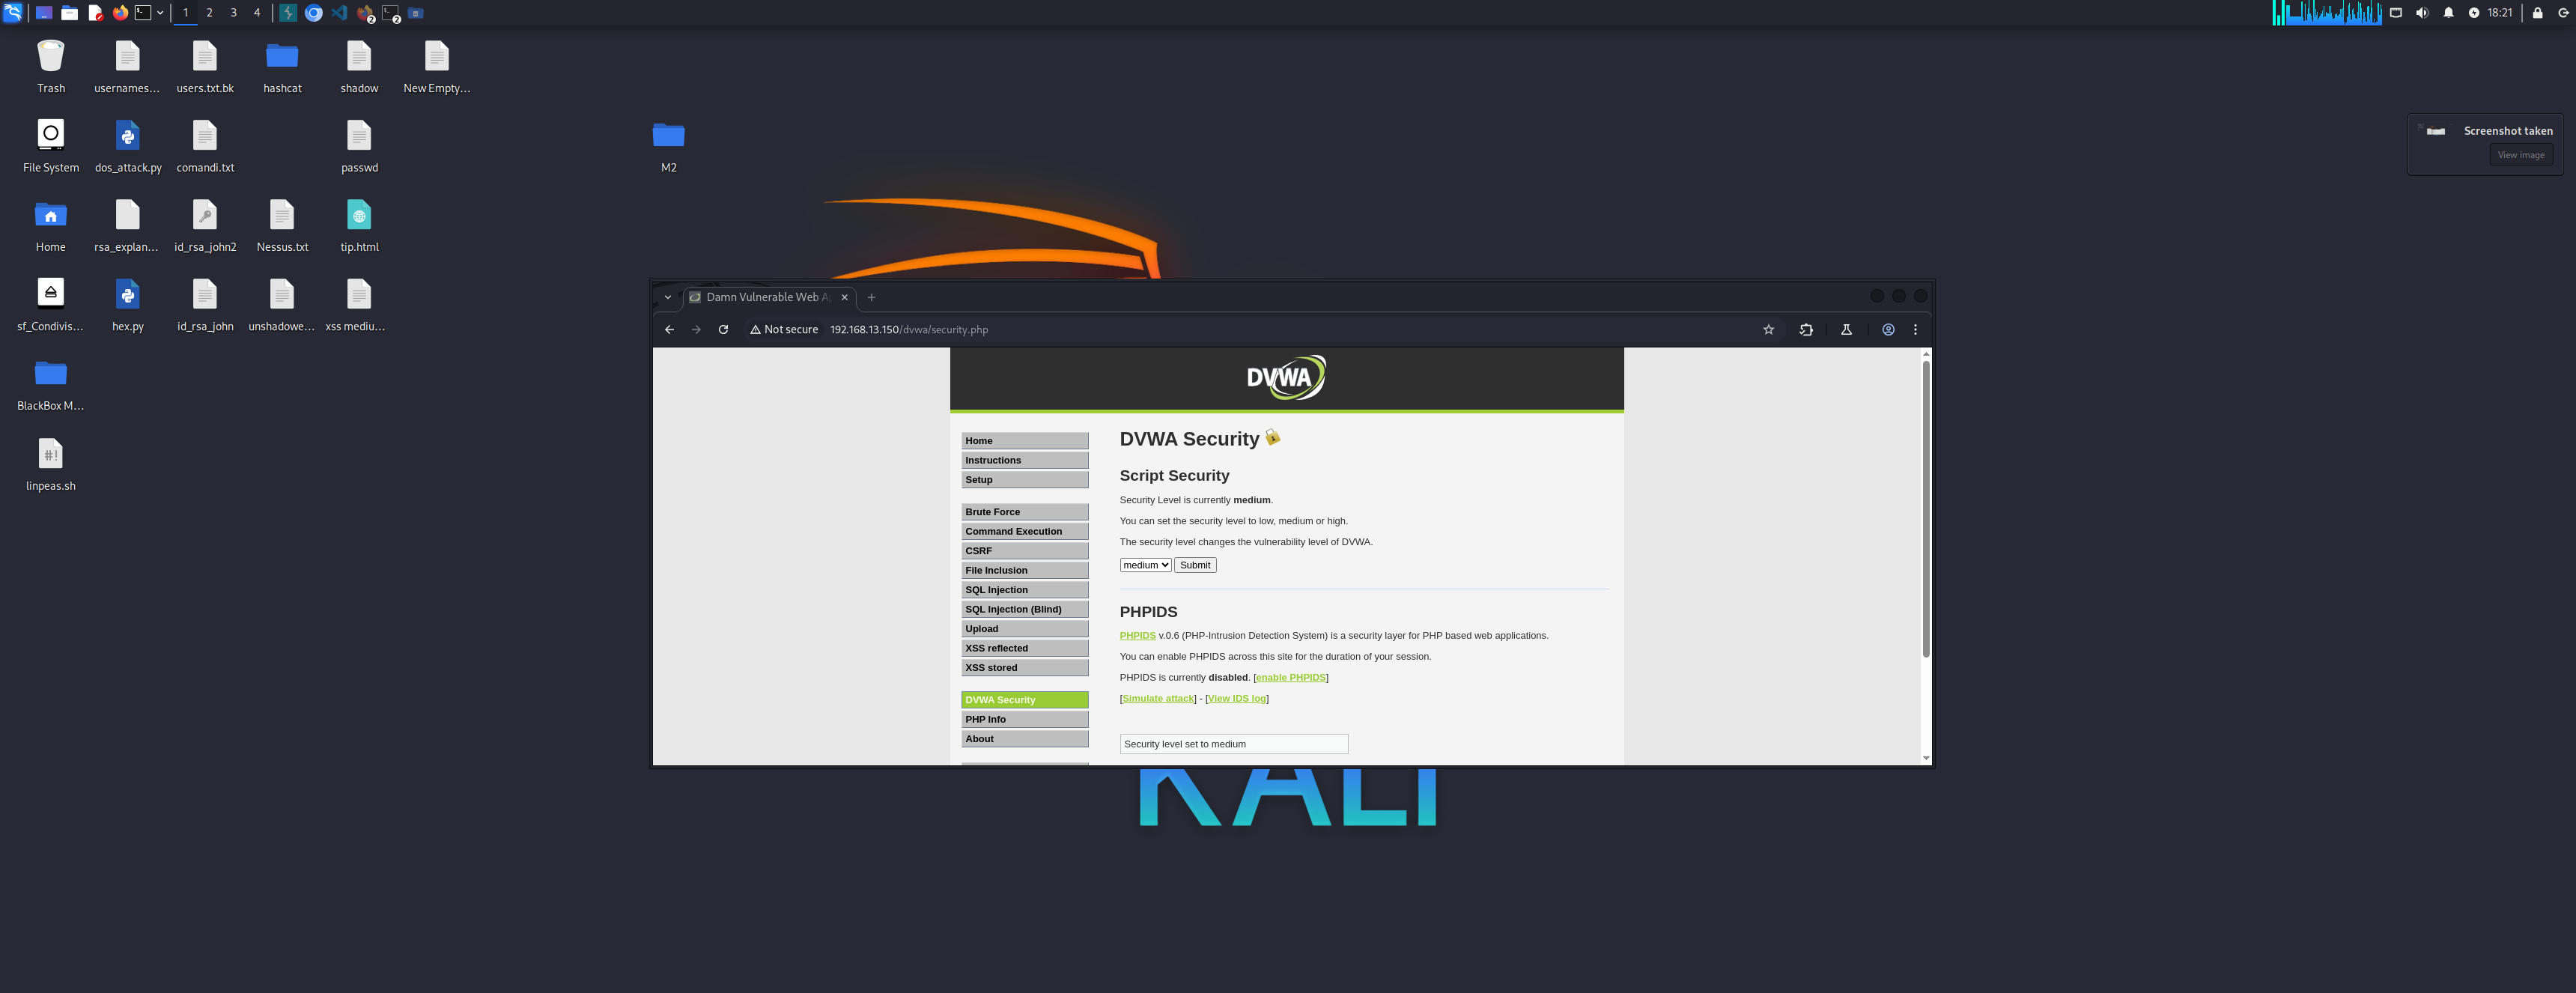 1 2 3 4 2 2 18:21
Trash usernames... users.txt.bk hashcat shadow New Empty...
File System dos_attack.py comandi.txt passwd M2
Screenshot taken
View image
Home rsa_explan... id_rsa_john2 Nessus.txt tip.html
sf_Condivis... hex.py id_rsa_john unshadowe... xss mediu...
BlackBox M...
linpeas.sh
Damn Vulnerable Web A
Not secure 192.168.13.150/dvwa/security.php
DVWA
Home
Instructions
Setup
Brute Force
Command Execution
CSRF
File Inclusion
SQL Injection
SQL Injection (Blind)
Upload
XSS reflected
XSS stored
DVWA Security
PHP Info
About
DVWA Security
Script Security
Security Level is currently medium.
You can set the security level to low, medium or high.
The security level changes the vulnerability level of DVWA.
medium Submit
PHPIDS
PHPIDS v.0.6 (PHP-Intrusion Detection System) is a security layer for PHP based web applications.
You can enable PHPIDS across this site for the duration of your session.
PHPIDS is currently disabled. [enable PHPIDS]
[Simulate attack] - [View IDS log]
Security level set to medium
KALI